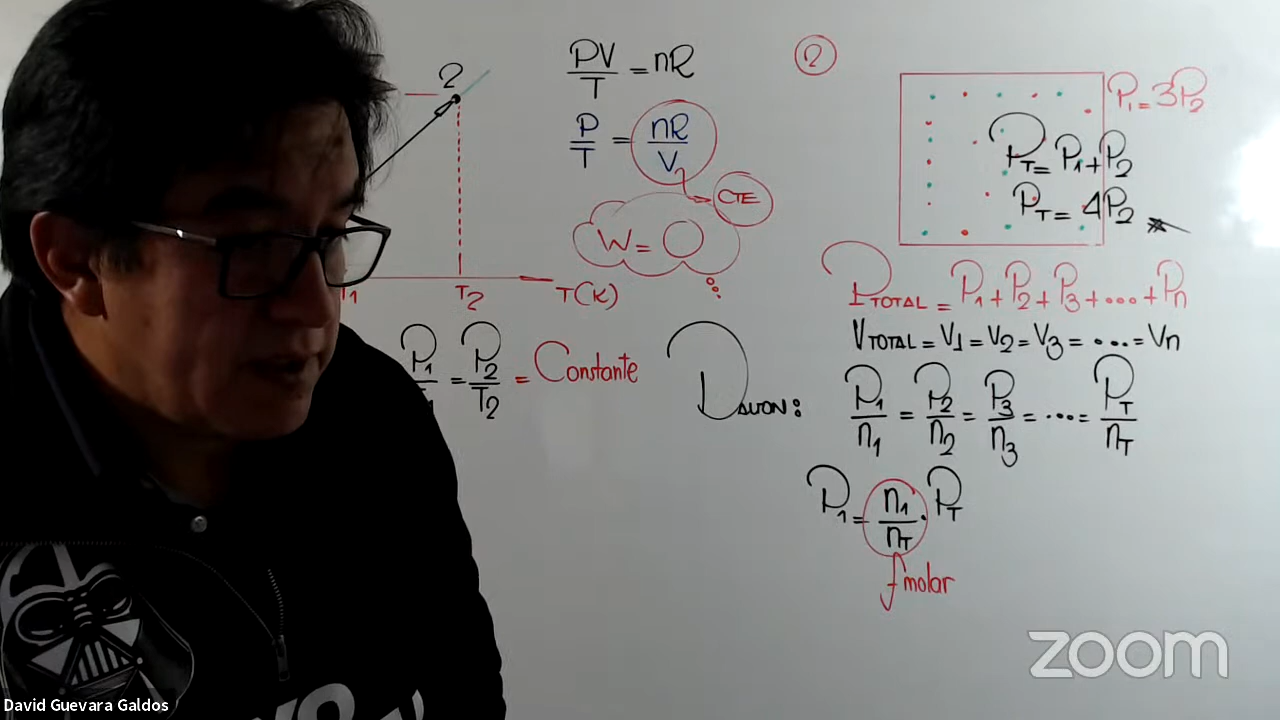 2
PV/T = nR
P/T = nR/V
CTE
W = O
T1
T2
T(K)
P1/T1 = P2/T2 = Constante
2
P1 = 3P2
PT = P1 + P2
PT = 4P2
PTOTAL = P1 + P2 + P3 + .... + Pn
VTOTAL = V1 = V2 = V3 = .... = Vn
DALTON:
P1/n1 = P2/n2 = P3/n3 = .... = PT/nT
P1 = n1/nT . PT
fmolar
zoom
David Guevara Galdos